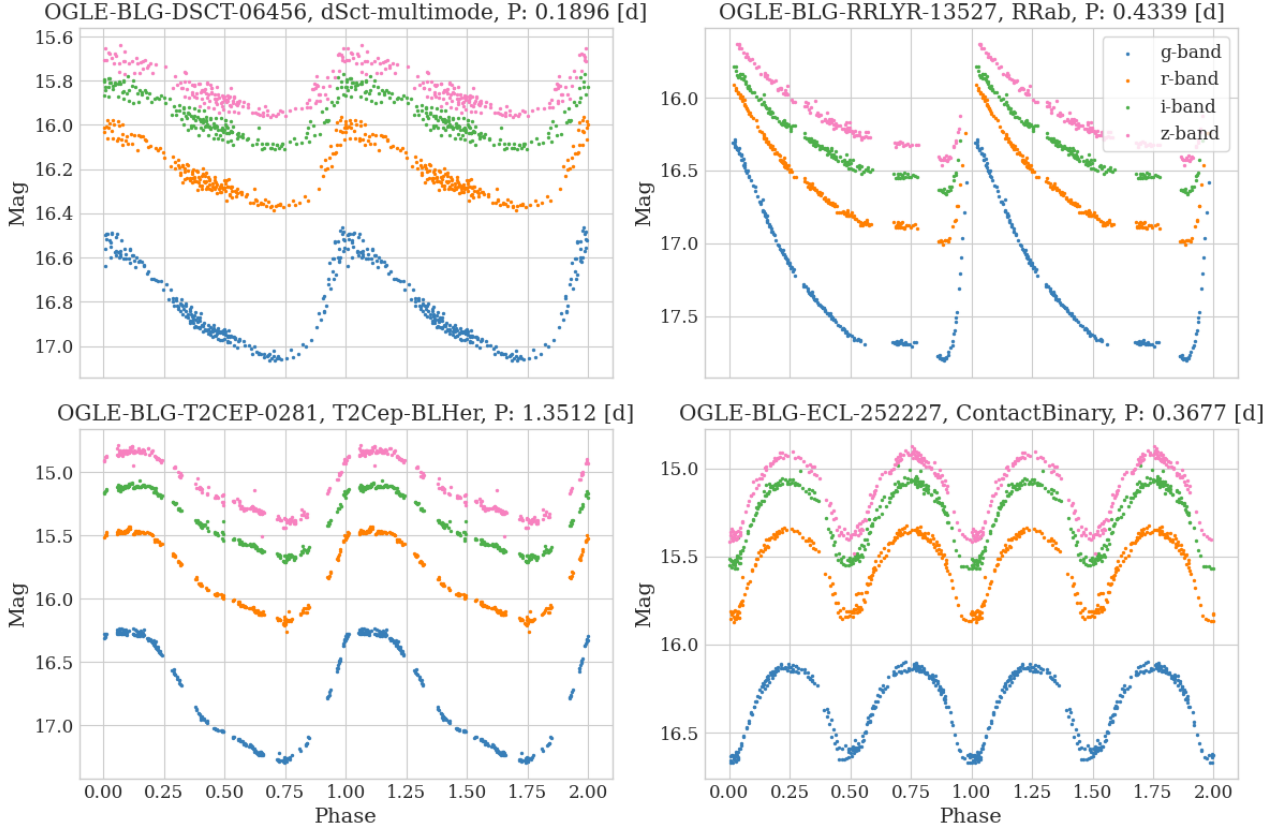 OGLE-BLG-DSCT-06456, dSct-multimode, P: 0.1896 [d]
15.6
15.8
16.0
16.2
16.4
16.6
16.8
17.0
Mag
OGLE-BLG-RRLYR-13527, RRab, P: 0.4339 [d]
16.0
16.5
17.0
17.5
Mag
g-band
r-band
i-band
z-band
OGLE-BLG-T2CEP-0281, T2Cep-BLHer, P: 1.3512 [d]
15.0
15.5
16.0
16.5
17.0
Mag
0.00 0.25 0.50 0.75 1.00 1.25 1.50 1.75 2.00
Phase
OGLE-BLG-ECL-252227, ContactBinary, P: 0.3677 [d]
15.0
15.5
16.0
16.5
Mag
0.00 0.25 0.50 0.75 1.00 1.25 1.50 1.75 2.00
Phase